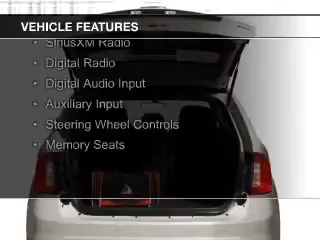 VEHICLE FEATURES
• SiriusXM Radio
• Digital Radio
• Digital Audio Input
• Auxiliary Input
• Steering Wheel Controls
• Memory Seats